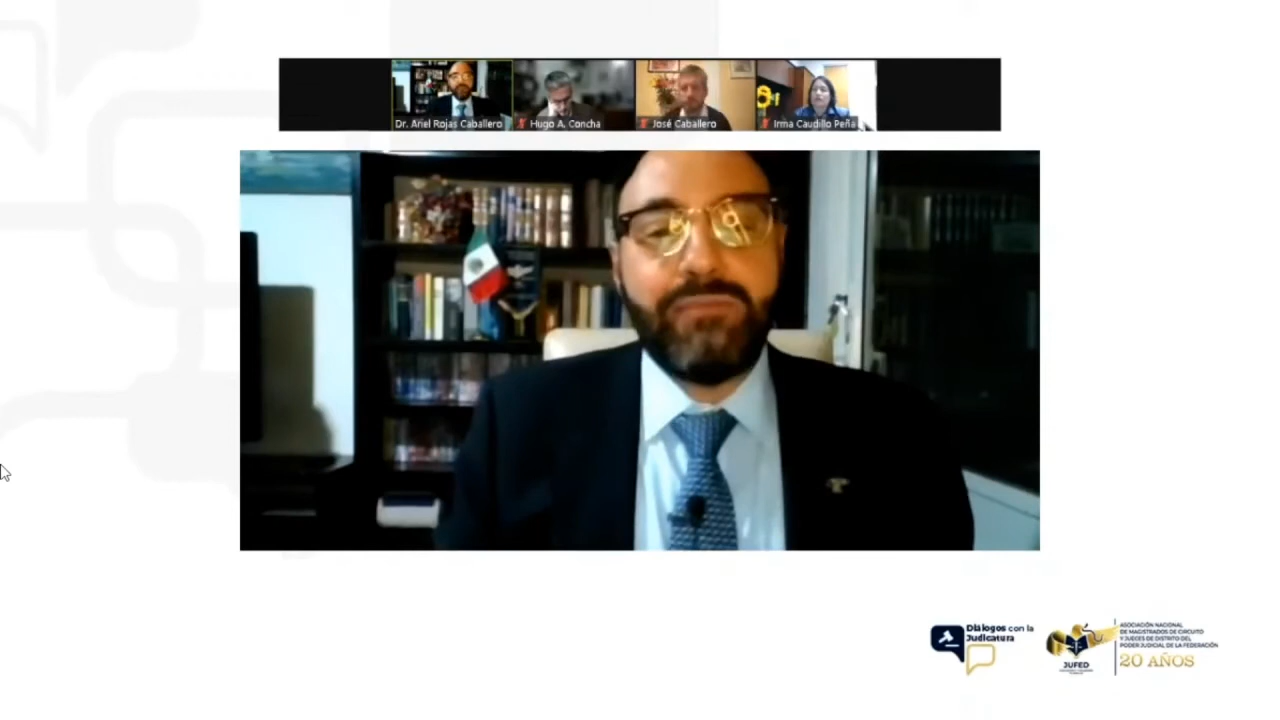 Dr. Ariel Rojas Caballero
Hugo A. Concha
José Caballero
Irma Caudillo Peña
Diálogos con la
Judicatura
JUFED
ASOCIACIÓN NACIONAL
DE MAGISTRADOS DE CIRCUITO
Y JUECES DE DISTRITO DEL
PODER JUDICIAL DE LA FEDERACIÓN
20 AÑOS